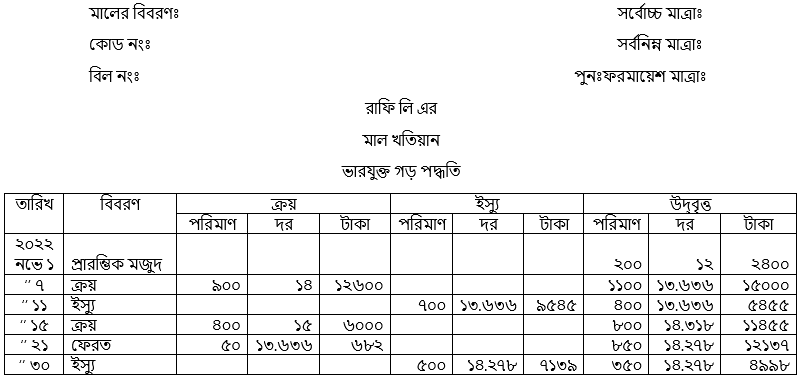 মালের বিবরণঃ সর্বোচ্চ মাত্রাঃ
কোড নংঃ সর্বনিম্ন মাত্রাঃ
বিল নংঃ পুনঃফরমায়েশ মাত্রাঃ
রাফি লি এর
মাল খতিয়ান
ভারযুক্ত গড় পদ্ধতি
তারিখ বিবরণ ক্রয় ইস্যু উদ্‌বৃত্ত
পরিমাণ দর টাকা পরিমাণ দর টাকা পরিমাণ দর টাকা
২০২২
নভে ১ প্রারম্ভিক মজুদ ২০০ ১২ ২৪০০
″ ৭ ক্রয় ৯০০ ১৪ ১২৬০০ ১১০০ ১৩.৬৩৬ ১৫০০০
″ ১১ ইস্যু ৭০০ ১৩.৬৩৬ ৯৫৪৫ ৪০০ ১৩.৬৩৬ ৫৪৫৫
″ ১৫ ক্রয় ৪০০ ১৫ ৬০০০ ৮০০ ১৪.৩১৮ ১১৪৫৫
″ ২১ ফেরত ৫০ ১৩.৬৩৬ ৬৮২ ৮৫০ ১৪.২৭৮ ১২১৩৭
″ ৩০ ইস্যু ৫০০ ১৪.২৭৮ ৭১৩৯ ৩৫০ ১৪.২৭৮ ৪৯৯৮